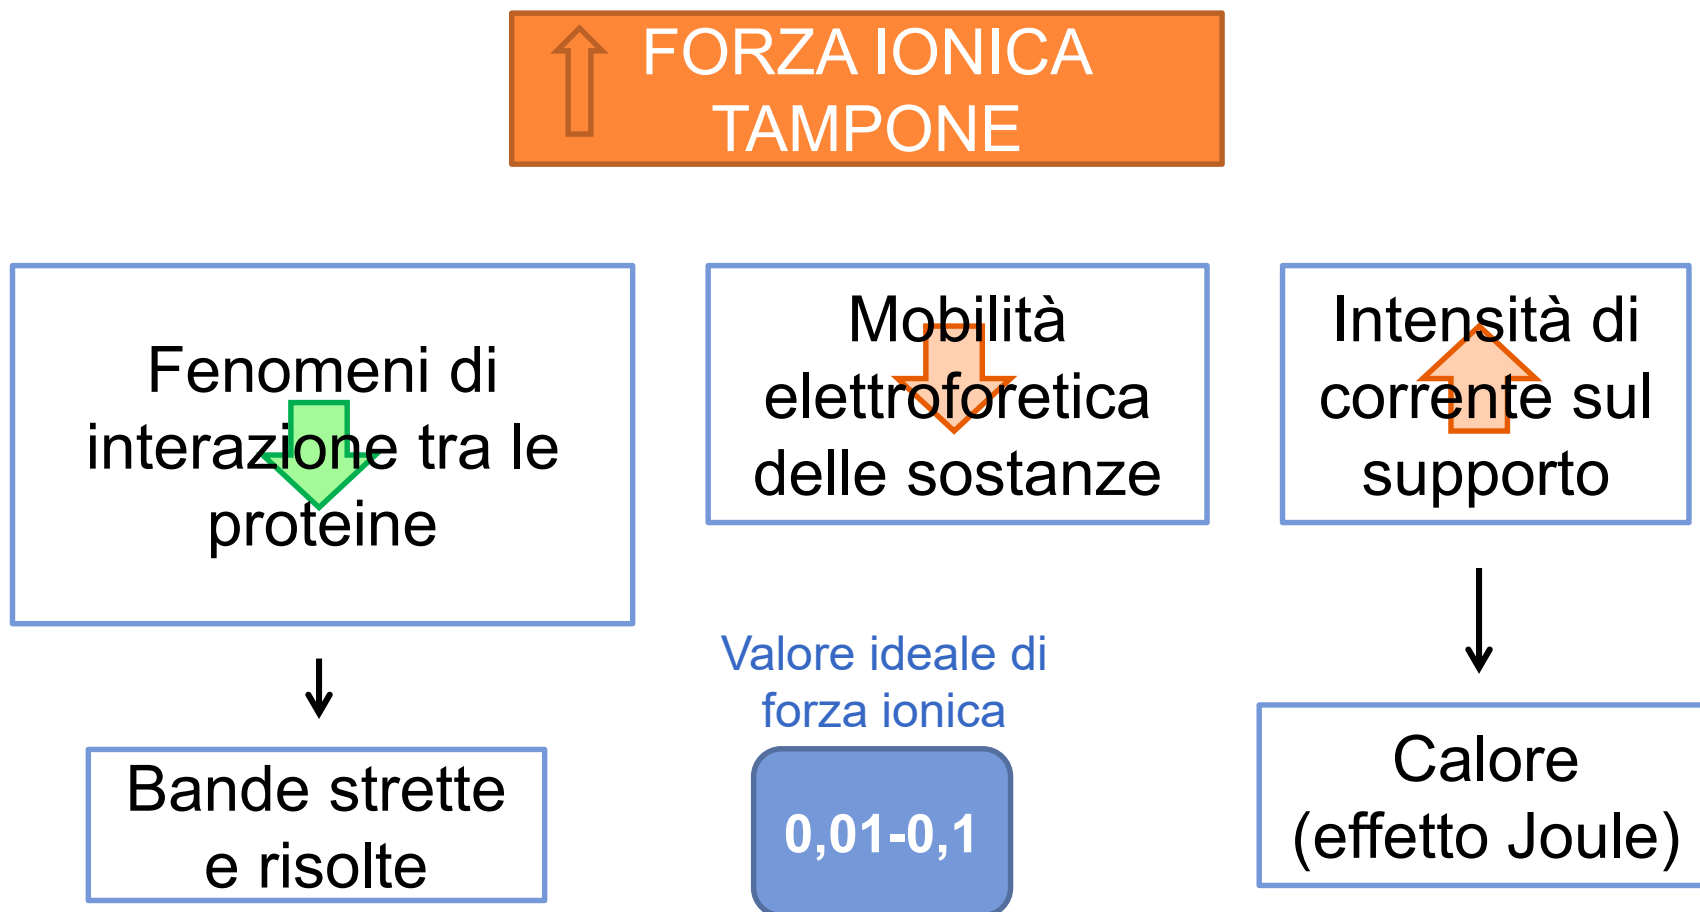 FORZA IONICA
TAMPONE
Fenomeni di
interazione tra le
proteine
Mobilità
elettroforetica
delle sostanze
Intensità di
corrente sul
supporto
Valore ideale di
forza ionica
Bande strette
e risolte
0,01-0,1
Calore
(effetto Joule)